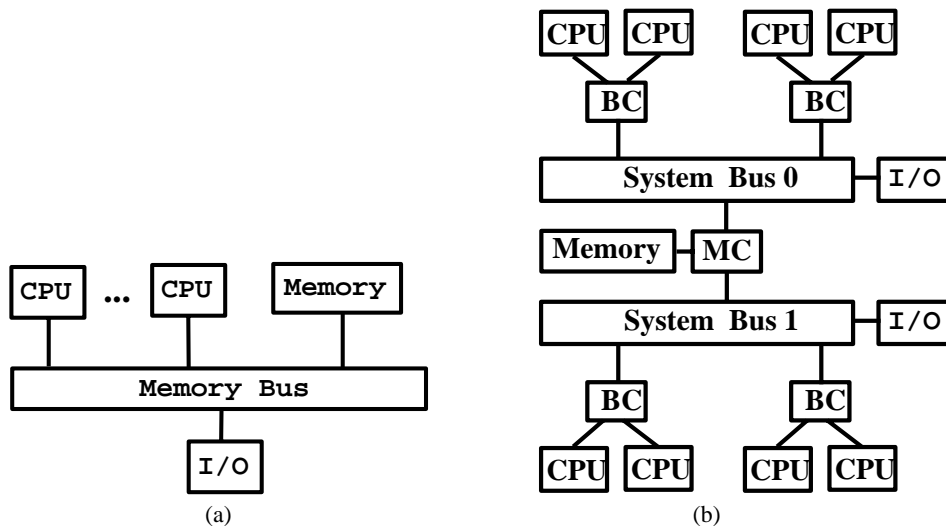 CPU CPU CPU CPU
BC BC
System Bus 0 I/O
Memory MC
CPU ... CPU Memory
System Bus 1 I/O
Memory Bus
BC BC
I/O
CPU CPU CPU CPU
(a) (b)